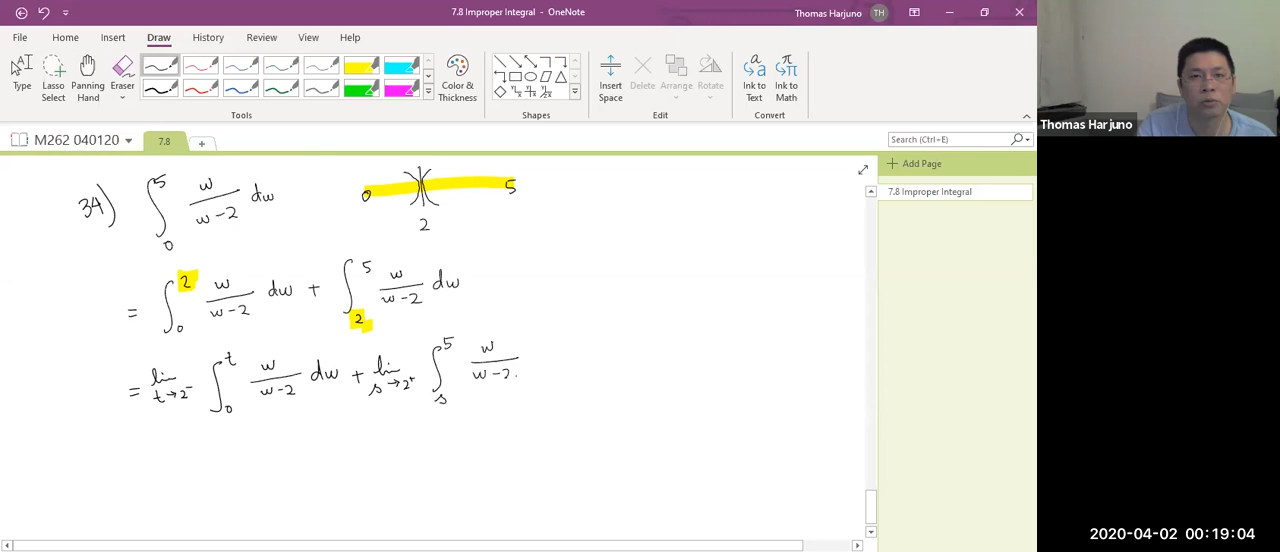 7.8 Improper Integral - OneNote
Thomas Harjuno TH
File Home Insert Draw History Review View Help
Type Lasso Select Panning Hand Eraser Color & Thickness Insert Space Delete Arrange Rotate Ink to Text Ink to Math
Tools Shapes Edit Convert
M262 040120 7.8 Search (Ctrl+E)
Add Page
7.8 Improper Integral
34) ∫₀⁵ w/(w-2) dw 0 2 5
= ∫₀² w/(w-2) dw + ∫₂⁵ w/(w-2) dw
= lim t→2⁻ ∫₀ᵗ w/(w-2) dw + lim s→2⁺ ∫ₛ⁵ w/(w-2)
Thomas Harjuno
2020-04-02 00:19:04